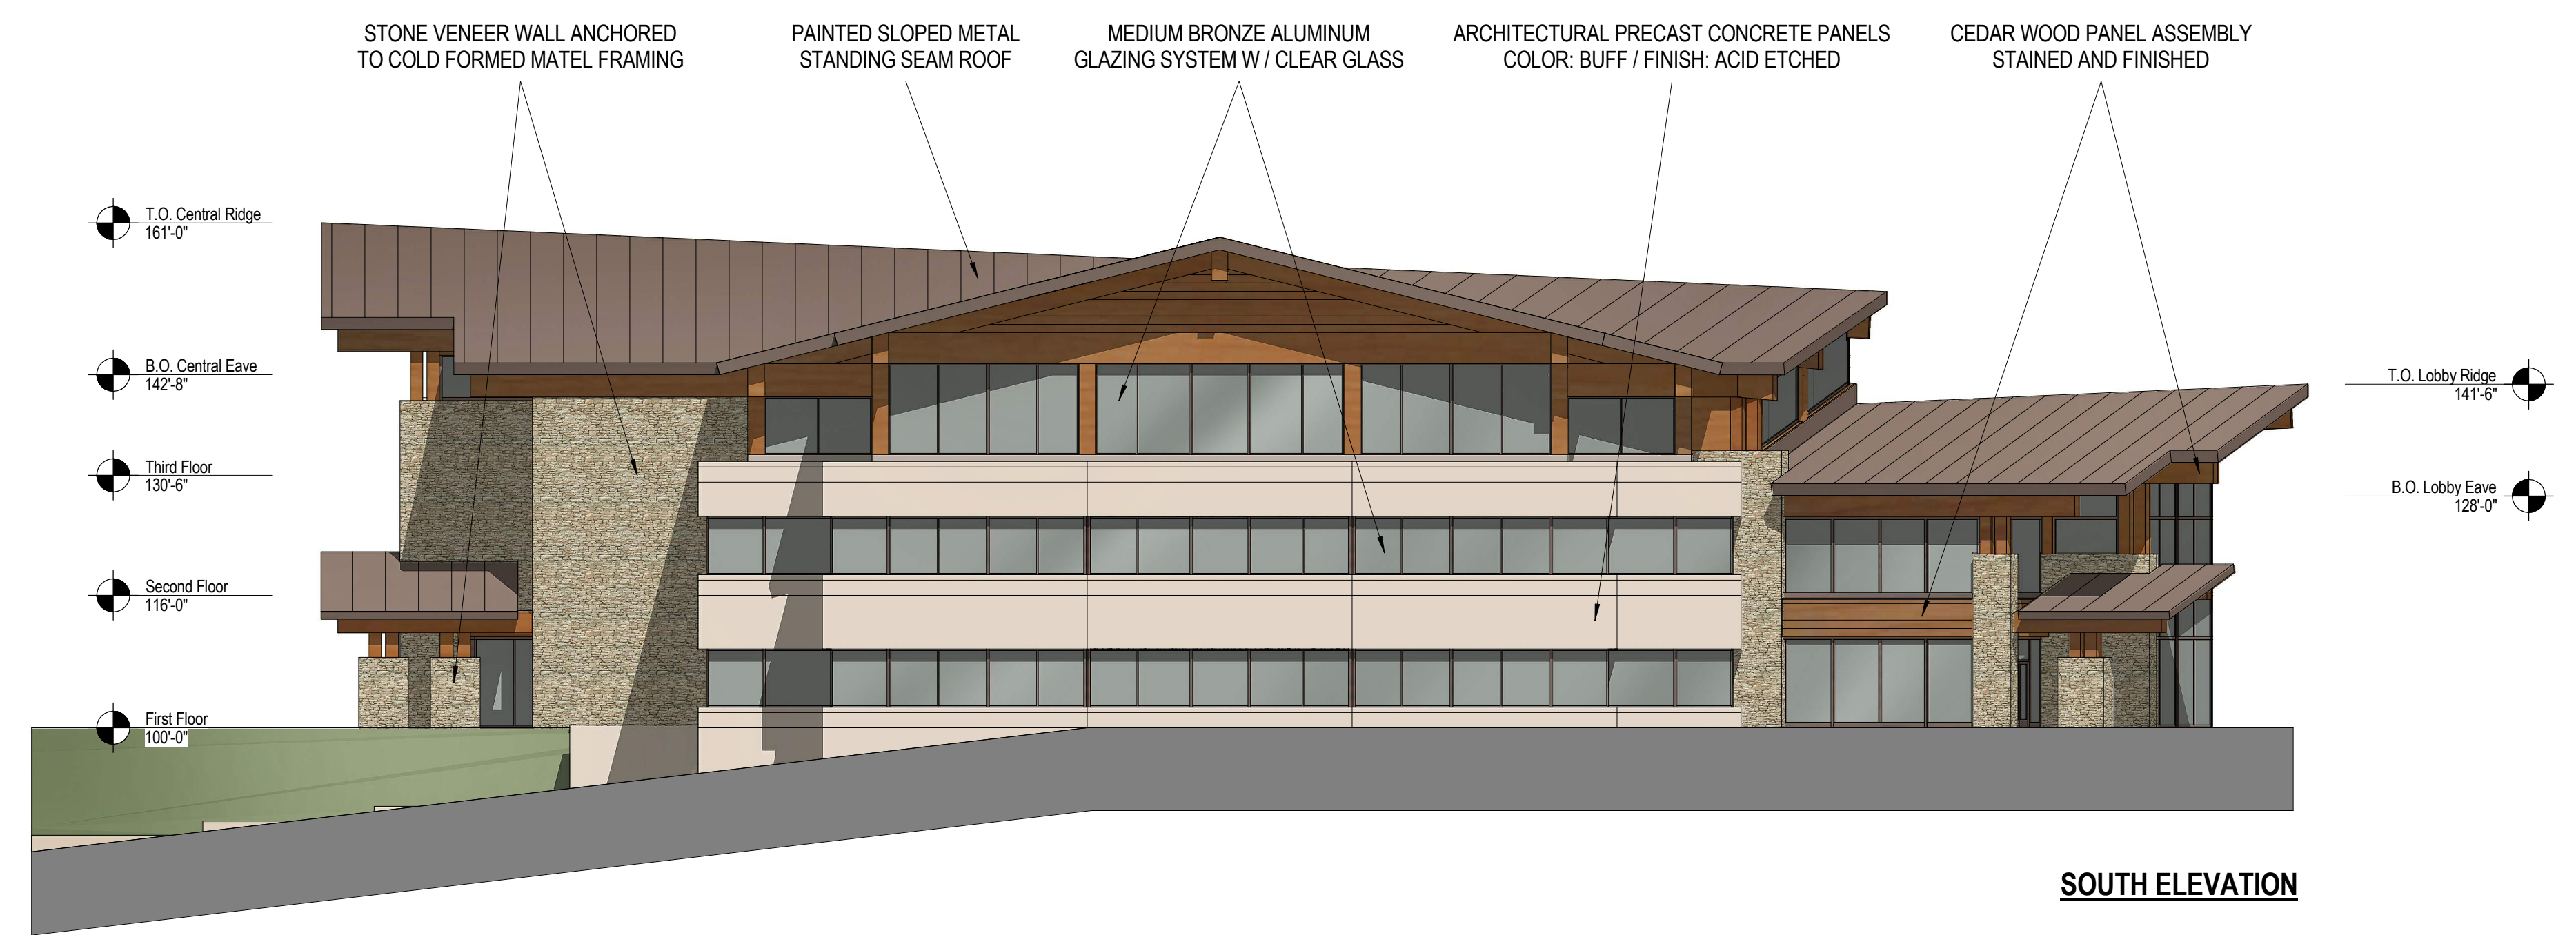 STONE VENEER WALL ANCHORED
TO COLD FORMED MATEL FRAMING
PAINTED SLOPED METAL
STANDING SEAM ROOF
MEDIUM BRONZE ALUMINUM
GLAZING SYSTEM W / CLEAR GLASS
ARCHITECTURAL PRECAST CONCRETE PANELS
COLOR: BUFF / FINISH: ACID ETCHED
CEDAR WOOD PANEL ASSEMBLY
STAINED AND FINISHED
T.O. Central Ridge
161'-0"
B.O. Central Eave
142'-8"
Third Floor
130'-6"
Second Floor
116'-0"
First Floor
100'-0"
T.O. Lobby Ridge
141'-6"
B.O. Lobby Eave
128'-0"
SOUTH ELEVATION